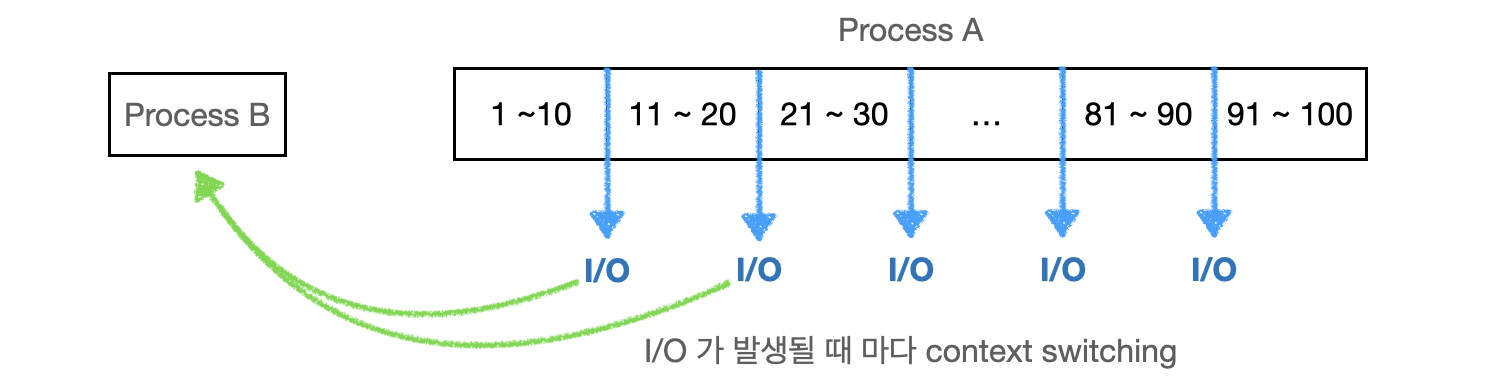 Process A
Process B
1 ~10
11 ~ 20
21 ~ 30
...
81 ~ 90
91 ~ 100
I/O
I/O
I/O
I/O
I/O
I/O 가 발생될 때 마다 context switching